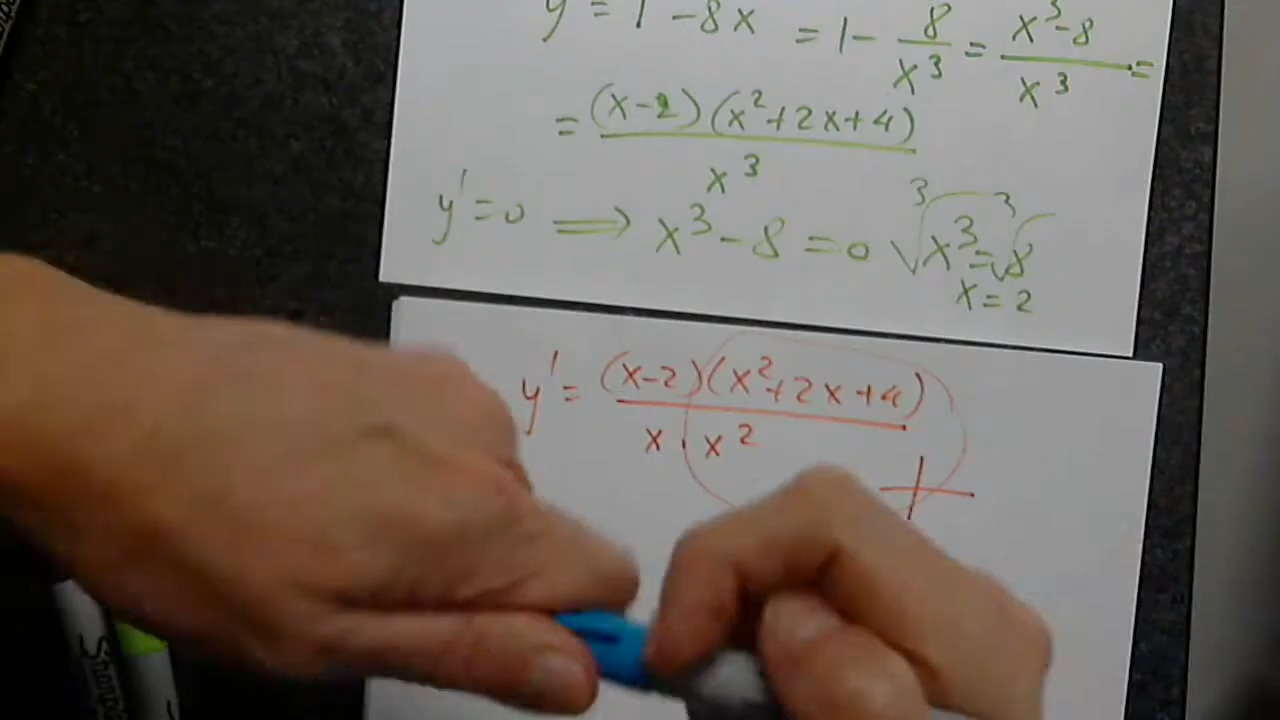 y = 1 - 8x = 1 - 8/x³ = x³-8/x³ =
= (x-2)(x²+2x+4)/x³
y' = 0 ⟹ x³ - 8 = 0 ∛x³ = ∛8
x = 2
y' = (x-2)(x²+2x+4)/x · x²
+